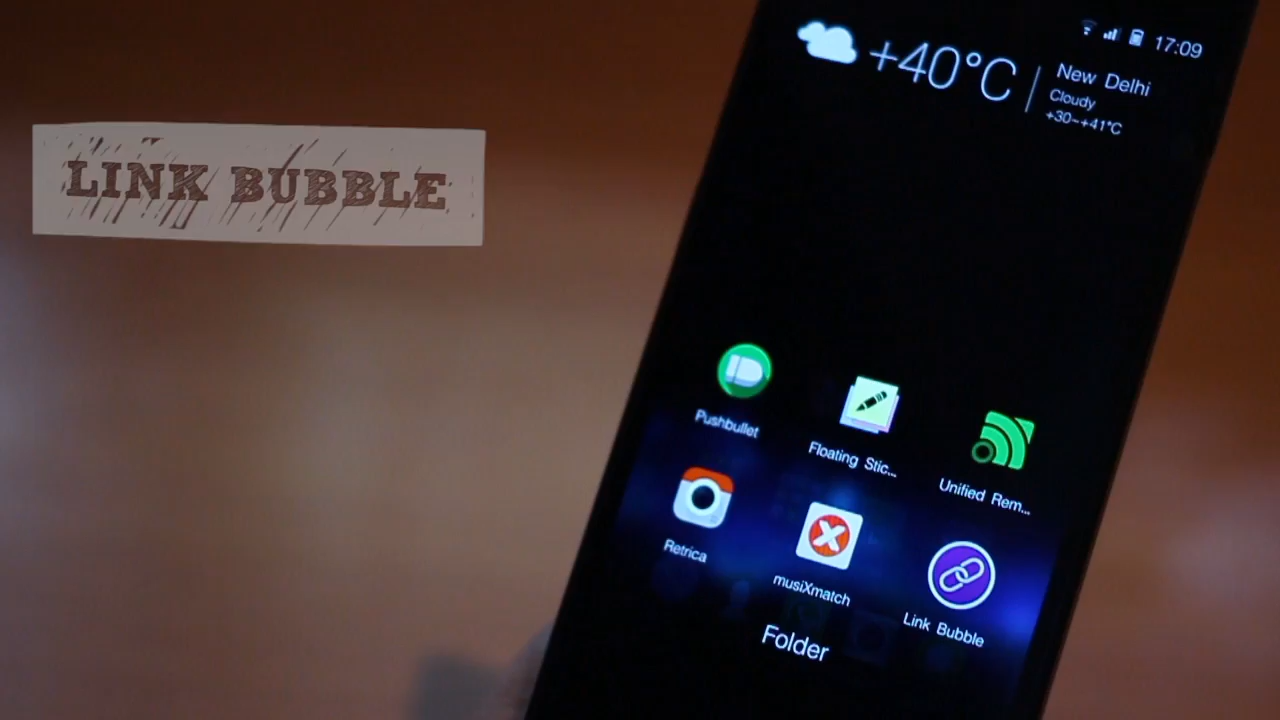 LINK BUBBLE
17:09
+40°C
New Delhi
Cloudy
+30~+41°C
Pushbullet
Floating Stic...
Unified Rem...
Retrica
musiXmatch
Link Bubble
Folder